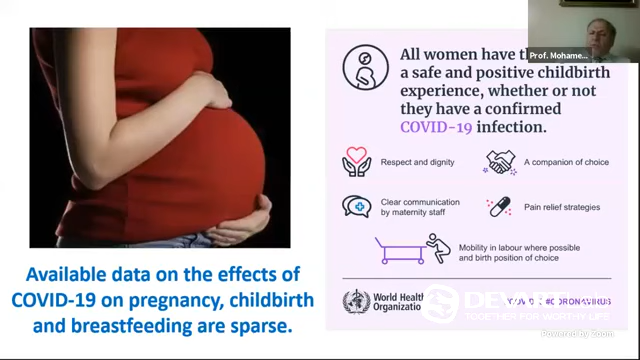 Prof. Mohame...
All women have th
a safe and positive childbirth
experience, whether or not
they have a confirmed
COVID-19 infection.
Respect and dignity
A companion of choice
Clear communication
by maternity staff
Pain relief strategies
Mobility in labour where possible
and birth position of choice
Available data on the effects of
COVID-19 on pregnancy, childbirth
and breastfeeding are sparse.
World Health
Organizatio
#CORONAVIRUS
TOGETHER FOR WORTHY LIFE
Powered by Zoom